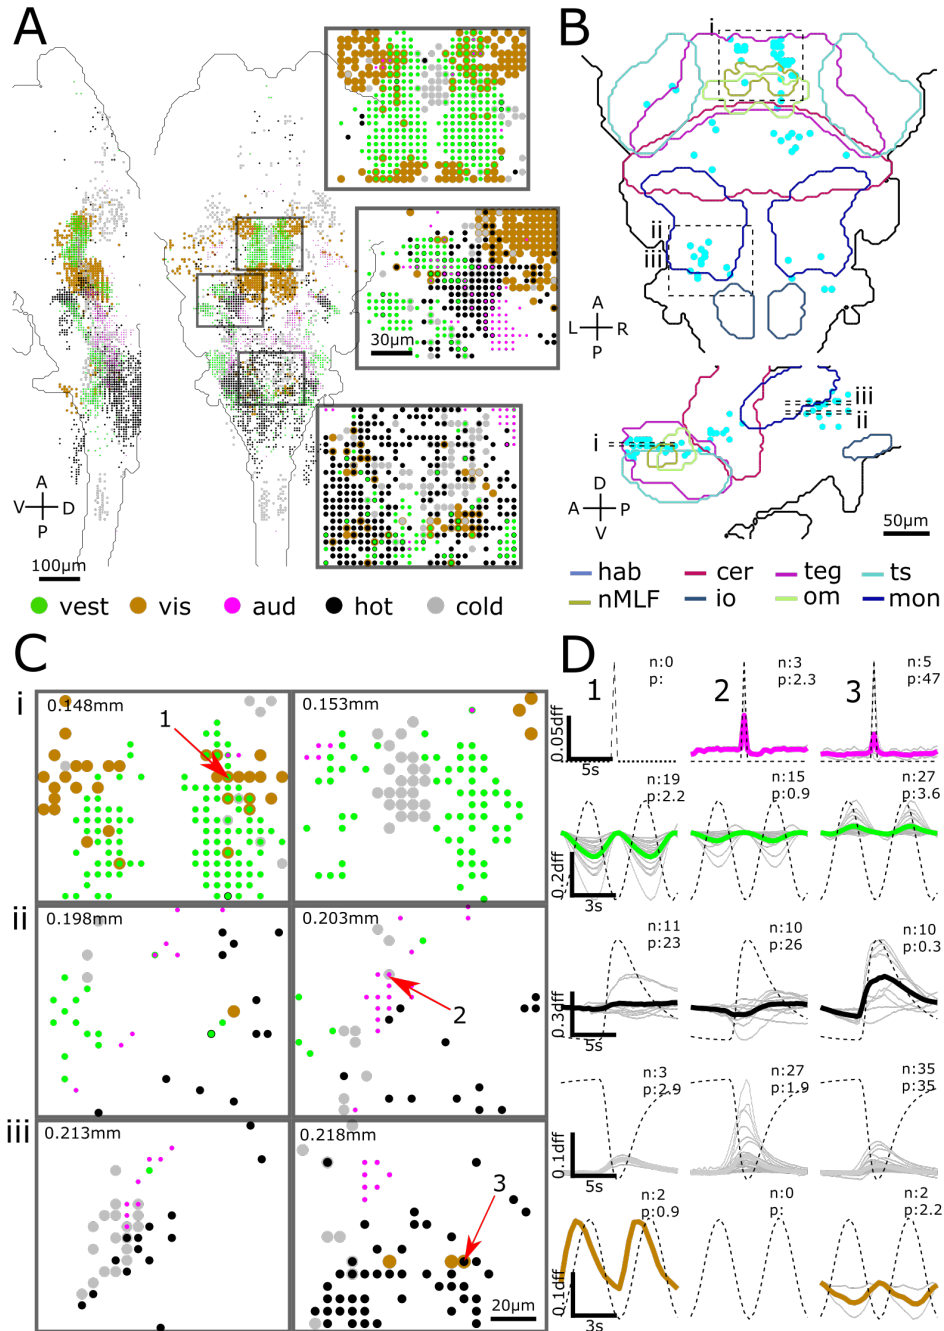 A
30µm
A
V D
P
100µm
vest vis aud hot cold
B
i
ii
iii
A
L R
P
iii
ii
i
D
A P
V
50µm
hab cer teg ts
nMLF io om mon
C
i
0.148mm
1
0.153mm
ii
0.198mm
0.203mm
2
iii
0.213mm
0.218mm
3
20µm
D
1
n:0
p:
2
n:3
p:2.3
3
n:5
p:47
0.05dff
5s
n:19
p:2.2
n:15
p:0.9
n:27
p:3.6
0.2dff
3s
n:11
p:23
n:10
p:26
n:10
p:0.3
0.3dff
5s
n:3
p:2.9
n:27
p:1.9
n:35
p:35
0.1dff
5s
n:2
p:0.9
n:0
p:
n:2
p:2.2
0.1dff
3s